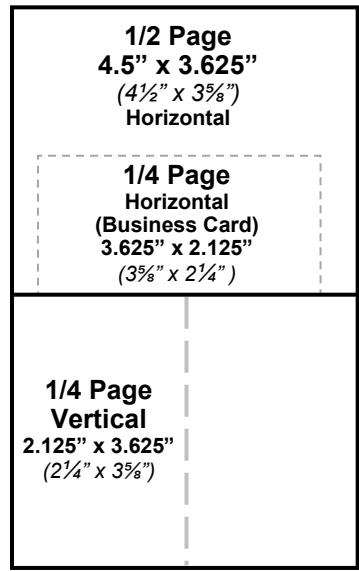 1/2 Page
4.5” x 3.625”
(4½” x 3⅝”)
Horizontal
1/4 Page
Horizontal
(Business Card)
3.625” x 2.125”
(3⅝” x 2¼” )
1/4 Page
Vertical
2.125” x 3.625”
(2¼” x 3⅝”)